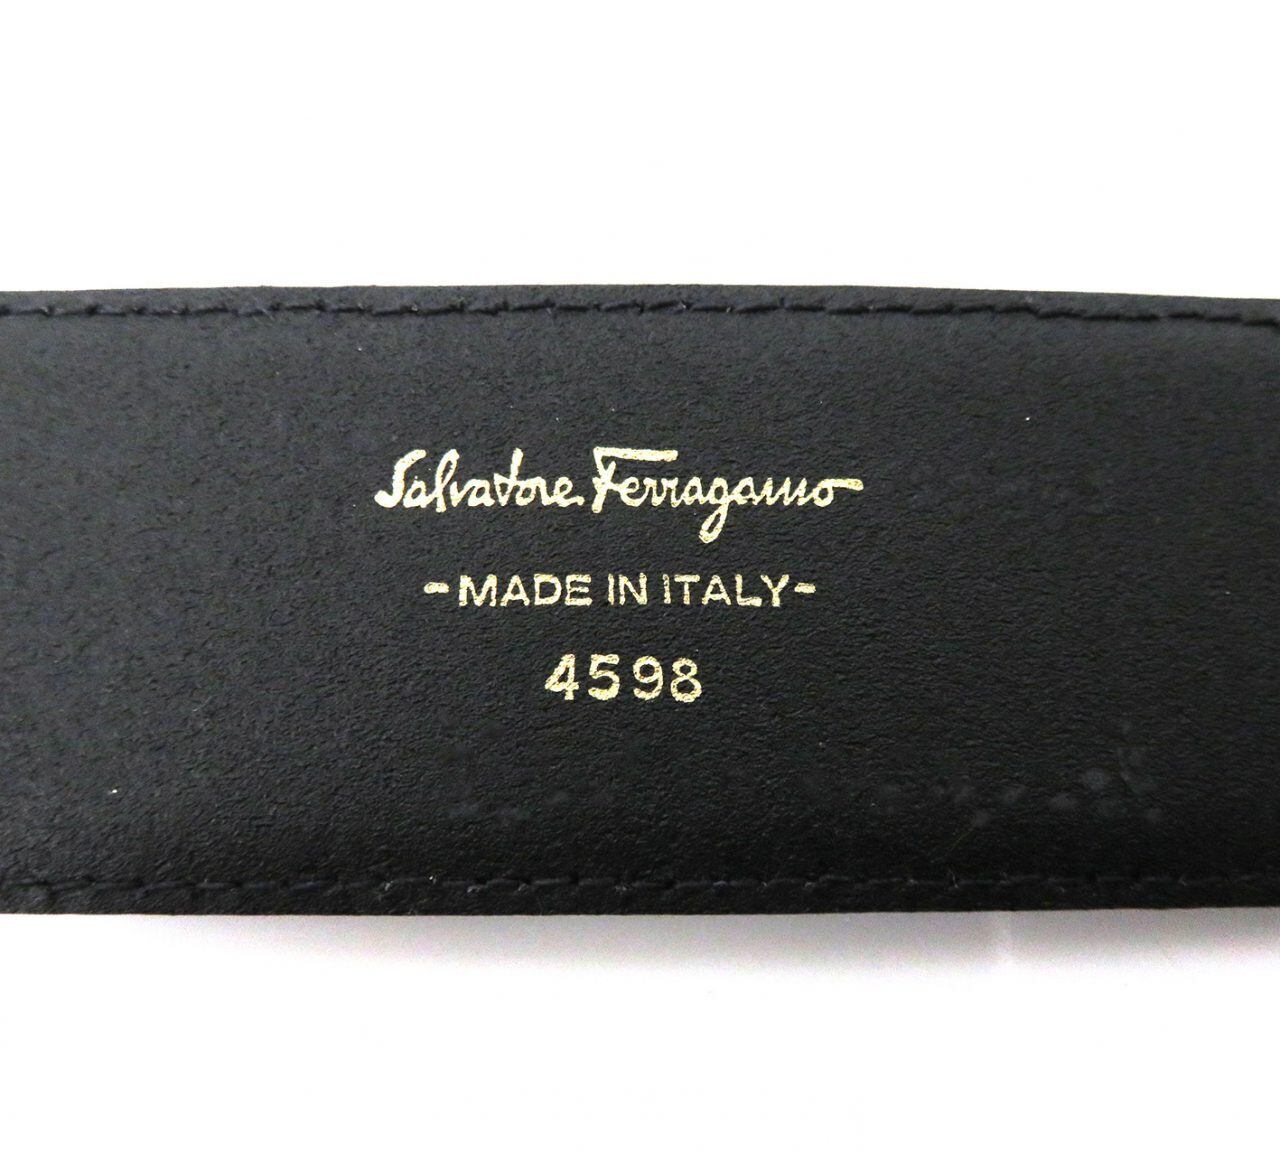 Salvatore Ferragamo
-MADE IN ITALY-
4598